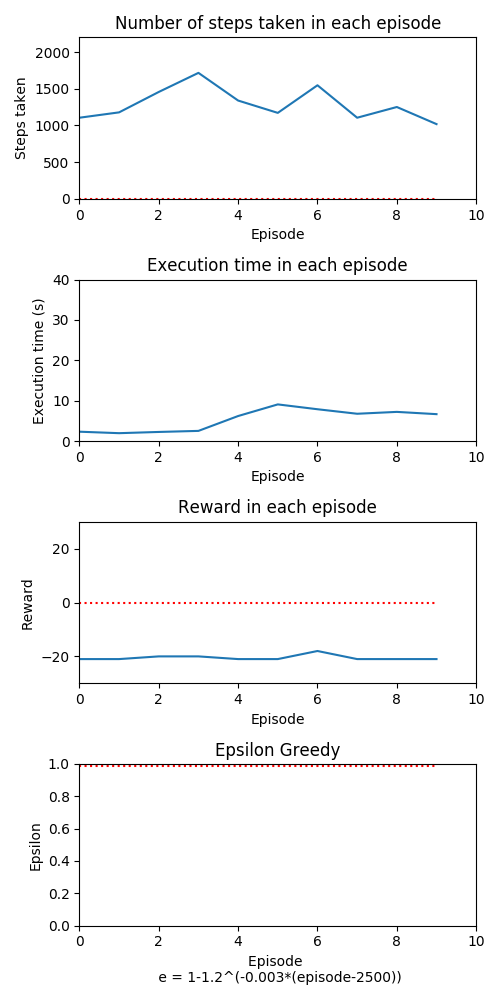 Number of steps taken in each episode
2000
1500
1000
500
0
Steps taken
0 2 4 6 8 10
Episode
Execution time in each episode
40
30
20
10
0
Execution time (s)
0 2 4 6 8 10
Episode
Reward in each episode
20
0
−20
Reward
0 2 4 6 8 10
Episode
Epsilon Greedy
1.0
0.8
0.6
0.4
0.2
0.0
Epsilon
0 2 4 6 8 10
Episode
e = 1-1.2^(-0.003*(episode-2500))